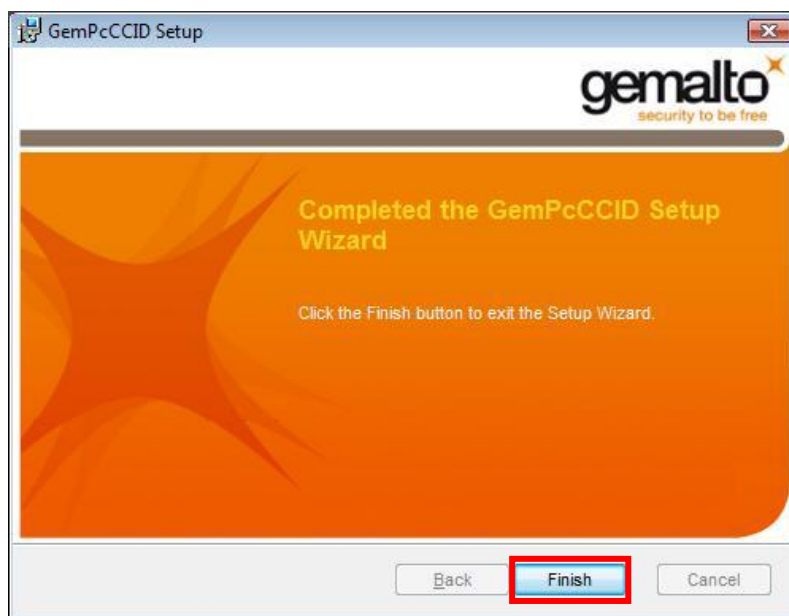 GemPcCCID Setup
gemalto
security to be free
Completed the GemPcCCID Setup
Wizard
Click the Finish button to exit the Setup Wizard.
Back Finish Cancel